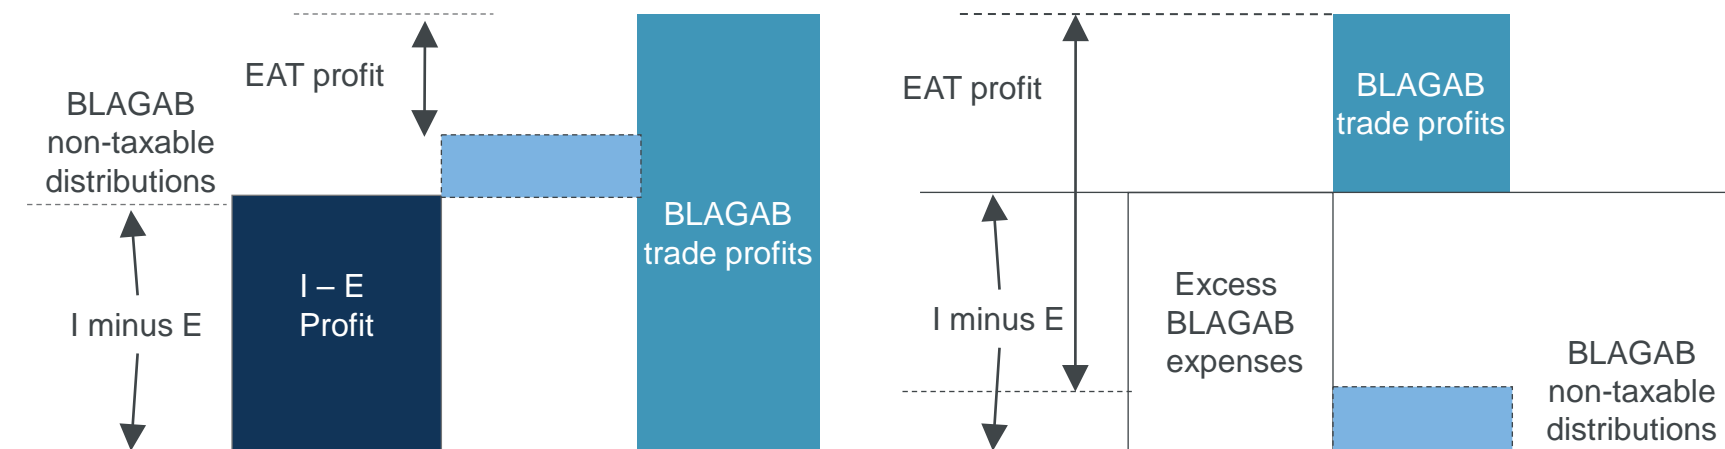 EAT profit
BLAGAB
non-taxable
distributions
I – E
Profit
I minus E
BLAGAB
trade profits
EAT profit
BLAGAB
trade profits
I minus E
Excess
BLAGAB
expenses
BLAGAB
non-taxable
distributions